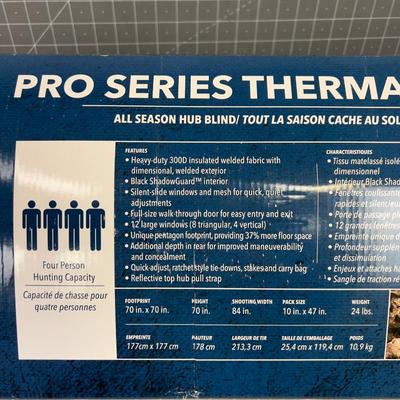 PRO SERIES THERMA
ALL SEASON HUB BLIND/ TOUT LA SAISON CACHE AU SOL
FEATURES
• Heavy-duty 300D insulated welded fabric with
dimensional, welded exterior
• Black ShadowGuard™ interior
• Silent-slide windows and mesh for quick, quiet
adjustments
• Full-size walk-through door for easy entry and exit
• 12 large windows (8 triangular, 4 vertical)
• Unique pentagon footprint, providing 37% more floor space
• Additional depth in rear for improved maneuverability
and concealment
• Quick-adjust, ratchet style tie-downs, stakes and carry bag
• Reflective top hub pull strap
CHARACTERISTIQUES
• Tissu matelassé isolé
dimensionnel
• Intérieur Black Shad
• Fenêtres coulissante
rapides et silencieu
• Porte de passage ple
• 12 grandes fenêtres
• Empreinte unique d
• Profondeur supplém
et dissimulation
• Enjeux et attaches ha
• Sangle de traction ré
Four Person
Hunting Capacity
Capacité de chasse pour
quatre personnes
FOOTPRINT HEIGHT SHOOTING WIDTH PACK SIZE WEIGHT
70 in. x 70 in. 70 in. 84 in. 10 in. x 47 in. 24 lbs.
EMPREINTE HAUTEUR LARGEUR DE TIR TAILLE DE L'EMBALLAGE POIDS
177cm x 177 cm 178 cm 213,3 cm 25,4 cm x 119,4 cm 10,9 kg